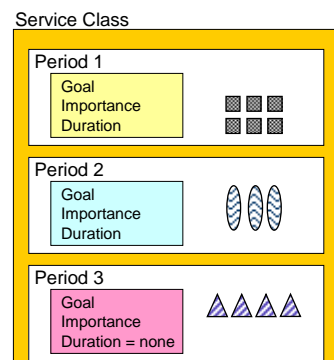 Service Class
Period 1
Goal
Importance
Duration
Period 2
Goal
Importance
Duration
Period 3
Goal
Importance
Duration = none